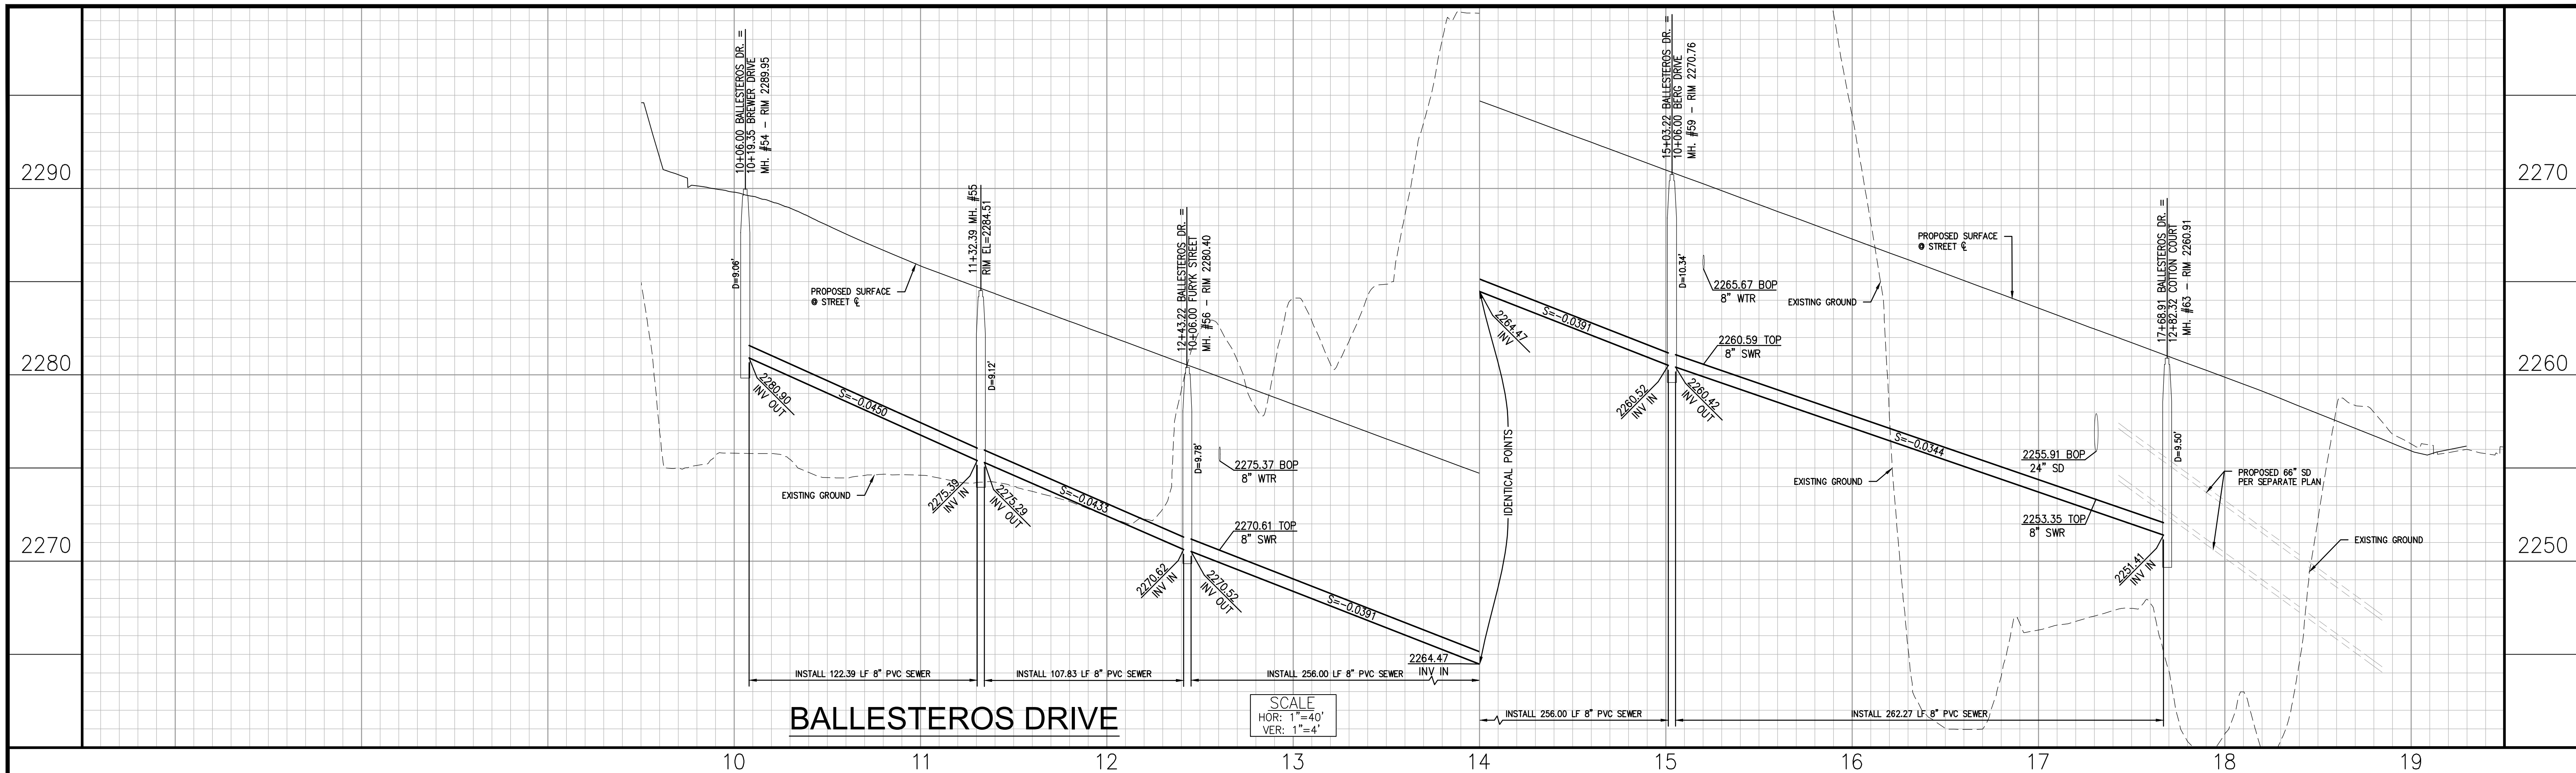 2290
2280
2270
10+06.00 BALLESTEROS DR. =
10+19.35 BREWER DRIVE
MH. #54 - RIM 2289.95
D=9.06'
PROPOSED SURFACE
@ STREET ℄
11+32.39 MH. #55
RIM EL=2284.51
D=9.12'
12+43.22 BALLESTEROS DR. =
10+06.00 FURYK STREET
MH. #56 - RIM 2280.40
D=9.78'
2280.90
INV OUT
S=-0.0450
EXISTING GROUND
2275.39
INV IN
2275.29
INV OUT
S=-0.0433
2275.37 BOP
8" WTR
2270.61 TOP
8" SWR
2270.62
INV IN
2270.52
INV OUT
S=-0.0391
2264.47
INV IN
INSTALL 122.39 LF 8" PVC SEWER
INSTALL 107.83 LF 8" PVC SEWER
INSTALL 256.00 LF 8" PVC SEWER
BALLESTEROS DRIVE
SCALE
HOR: 1"=40'
VER: 1"=4'
IDENTICAL POINTS
2264.47
INV
S=-0.0391
15+03.22 BALLESTEROS DR. =
10+06.00 BERG DRIVE
MH. #59 - RIM 2270.76
D=10.34'
2265.67 BOP
8" WTR
EXISTING GROUND
2260.59 TOP
8" SWR
2260.52
INV IN
2260.42
INV OUT
PROPOSED SURFACE
@ STREET ℄
S=-0.0344
EXISTING GROUND
2255.91 BOP
24" SD
2253.35 TOP
8" SWR
17+68.91 BALLESTEROS DR. =
12+82.32 COTTON COURT
MH. #63 - RIM 2260.91
D=9.50'
2251.41
INV IN
PROPOSED 66" SD
PER SEPARATE PLAN
EXISTING GROUND
INSTALL 256.00 LF 8" PVC SEWER
INSTALL 262.27 LF 8" PVC SEWER
2270
2260
2250
10
11
12
13
14
15
16
17
18
19